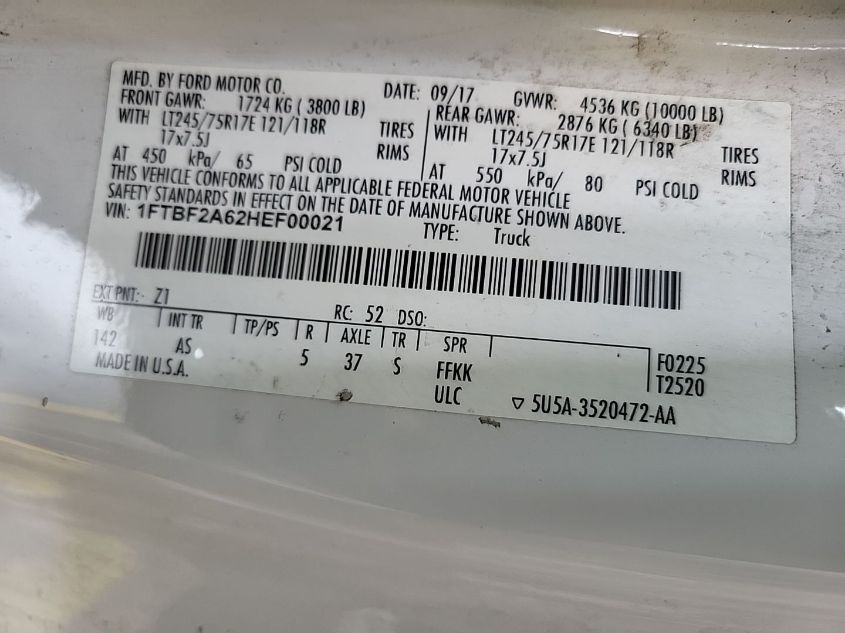 MFD. BY FORD MOTOR CO. DATE: 09/17 GVWR: 4536 KG (10000 LB)
FRONT GAWR: 1724 KG ( 3800 LB) REAR GAWR: 2876 KG ( 6340 LB)
WITH LT245/75R17E 121/118R TIRES WITH LT245/75R17E 121/118R TIRES
17x7.5J RIMS 17x7.5J RIMS
AT 450 kPa/ 65 PSI COLD AT 550 kPa/ 80 PSI COLD
THIS VEHICLE CONFORMS TO ALL APPLICABLE FEDERAL MOTOR VEHICLE
SAFETY STANDARDS IN EFFECT ON THE DATE OF MANUFACTURE SHOWN ABOVE.
VIN: 1FTBF2A62HEF00021 TYPE: Truck
EXT PNT: Z1 RC: 52 DSO:
WB INT TR TP/PS R AXLE TR SPR
142 AS 5 37 S FFKK F0225
MADE IN U.S.A. ULC T2520
▽ 5U5A-3520472-AA